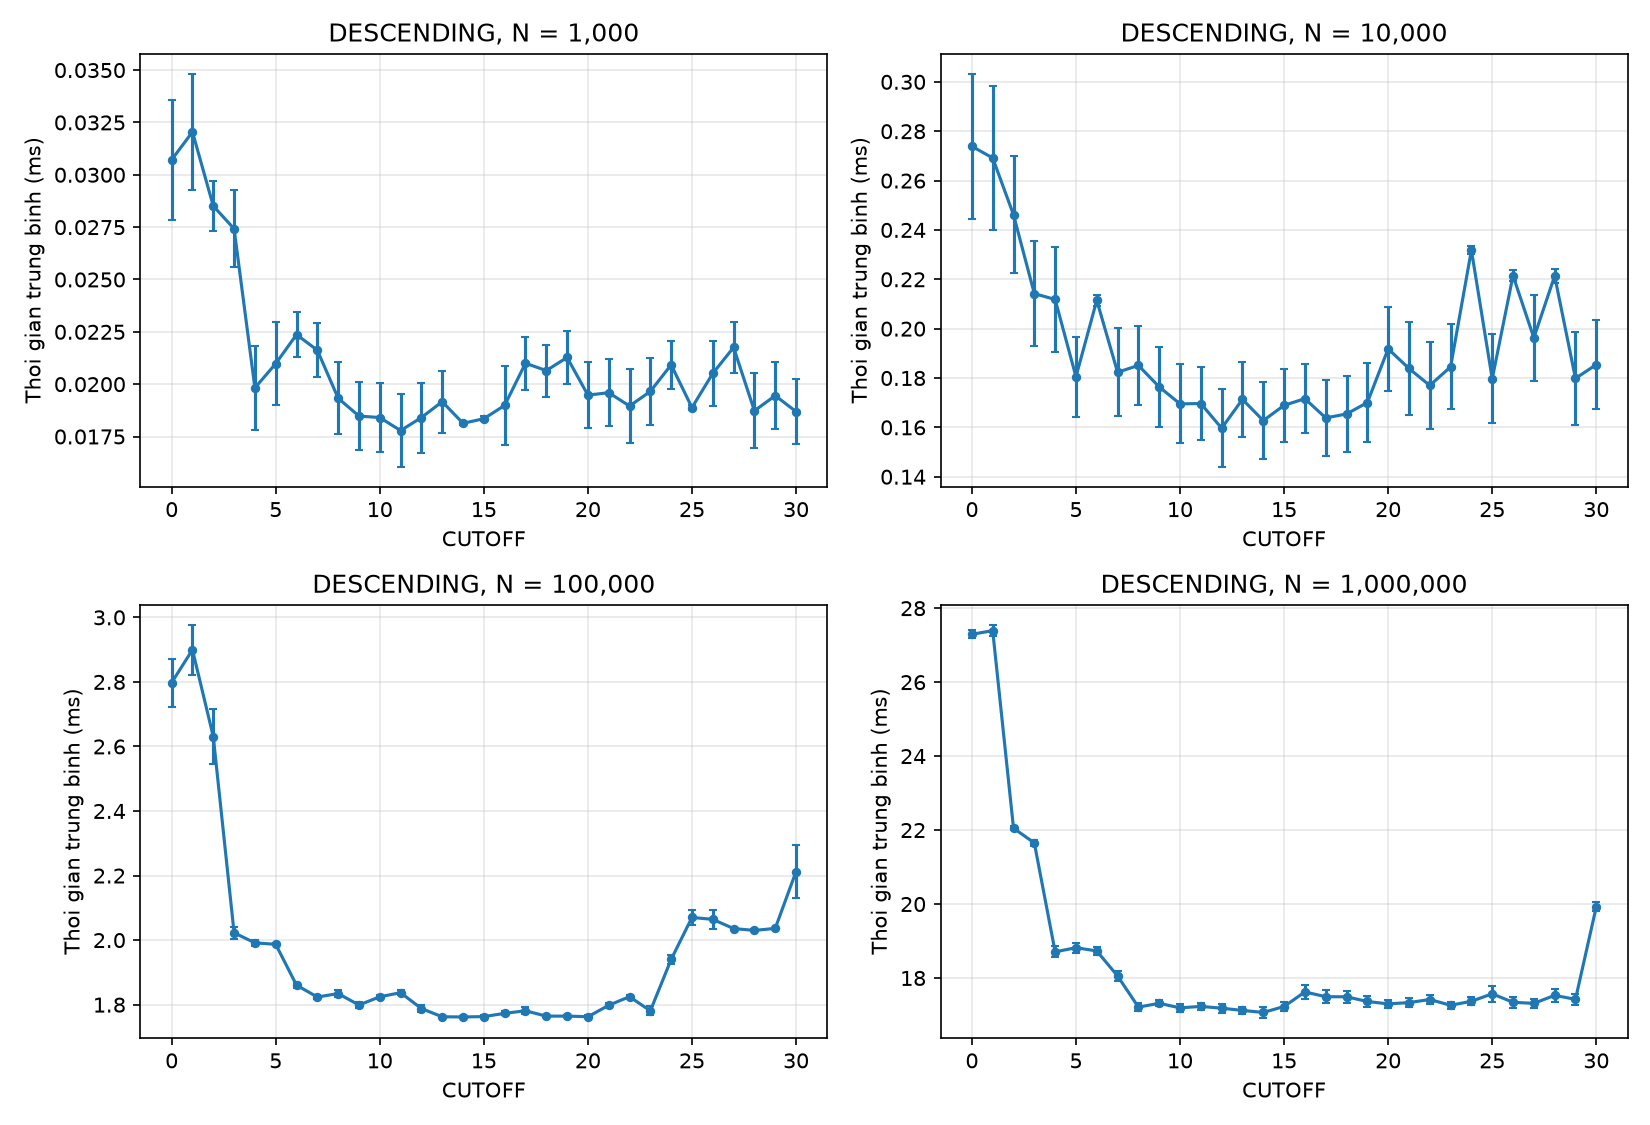 DESCENDING, N = 1,000
Thoi gian trung binh (ms)
0.0350
0.0325
0.0300
0.0275
0.0250
0.0225
0.0200
0.0175
0 5 10 15 20 25 30
CUTOFF
DESCENDING, N = 10,000
Thoi gian trung binh (ms)
0.30
0.28
0.26
0.24
0.22
0.20
0.18
0.16
0.14
0 5 10 15 20 25 30
CUTOFF
DESCENDING, N = 100,000
Thoi gian trung binh (ms)
3.0
2.8
2.6
2.4
2.2
2.0
1.8
0 5 10 15 20 25 30
CUTOFF
DESCENDING, N = 1,000,000
Thoi gian trung binh (ms)
28
26
24
22
20
18
0 5 10 15 20 25 30
CUTOFF